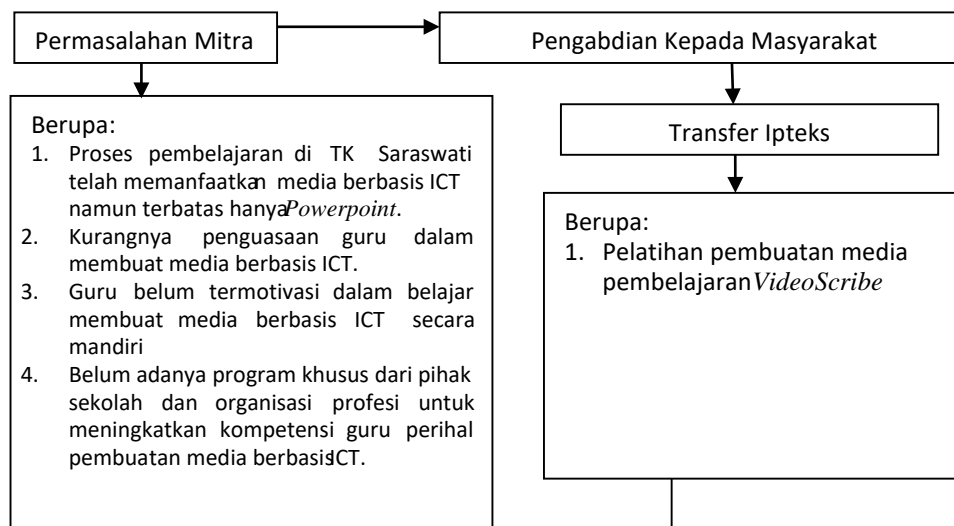 Permasalahan Mitra
Pengabdian Kepada Masyarakat
Berupa:
1. Proses pembelajaran di TK Saraswati
telah memanfaatkan media berbasis ICT
namun terbatas hanya Powerpoint.
2. Kurangnya penguasaan guru dalam
membuat media berbasis ICT.
3. Guru belum termotivasi dalam belajar
membuat media berbasis ICT secara
mandiri
4. Belum adanya program khusus dari pihak
sekolah dan organisasi profesi untuk
meningkatkan kompetensi guru perihal
pembuatan media berbasis ICT.
Transfer Ipteks
Berupa:
1. Pelatihan pembuatan media
pembelajaran VideoScribe